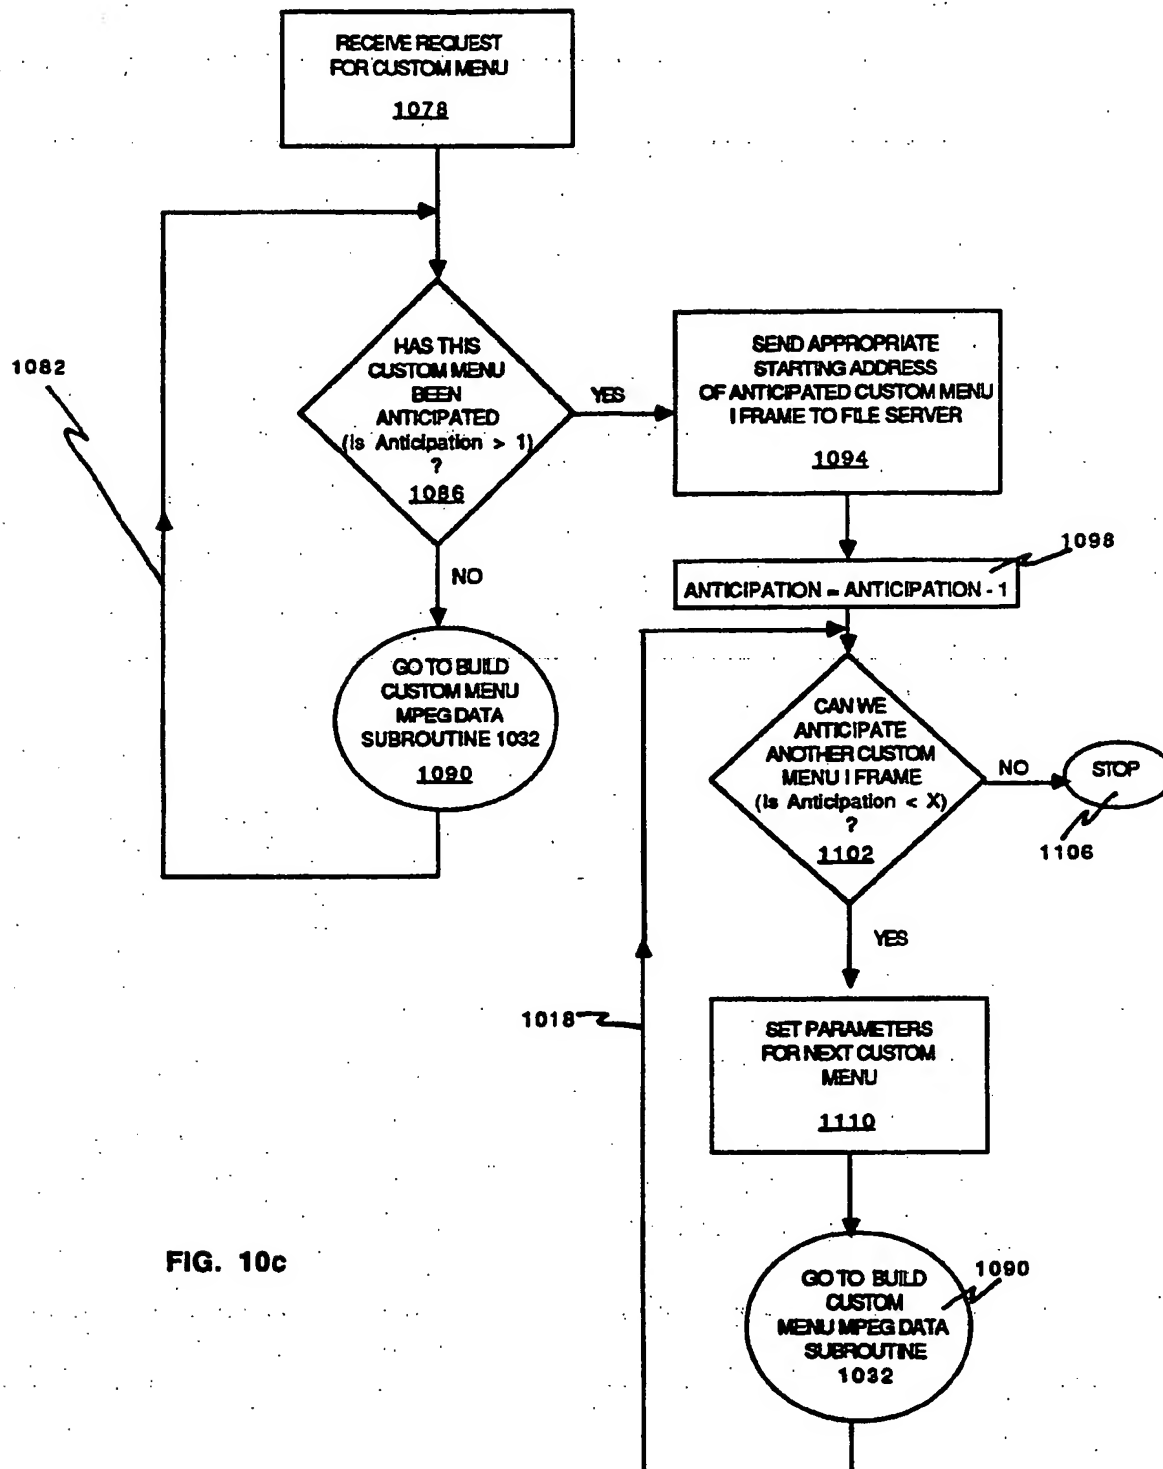 RECEIVE REQUEST
FOR CUSTOM MENU
1078
1082
HAS THIS
CUSTOM MENU
BEEN
ANTICIPATED
(Is Anticipation > 1)
?
1086
YES
SEND APPROPRIATE
STARTING ADDRESS
OF ANTICIPATED CUSTOM MENU
I FRAME TO FILE SERVER
1094
NO
1098
ANTICIPATION = ANTICIPATION - 1
GO TO BUILD
CUSTOM MENU
MPEG DATA
SUBROUTINE 1032
1090
CAN WE
ANTICIPATE
ANOTHER CUSTOM
MENU I FRAME
(Is Anticipation < X)
?
1102
NO
STOP
1106
YES
1018
SET PARAMETERS
FOR NEXT CUSTOM
MENU
1110
FIG. 10c
GO TO BUILD
CUSTOM
MENU MPEG DATA
SUBROUTINE
1032
1090